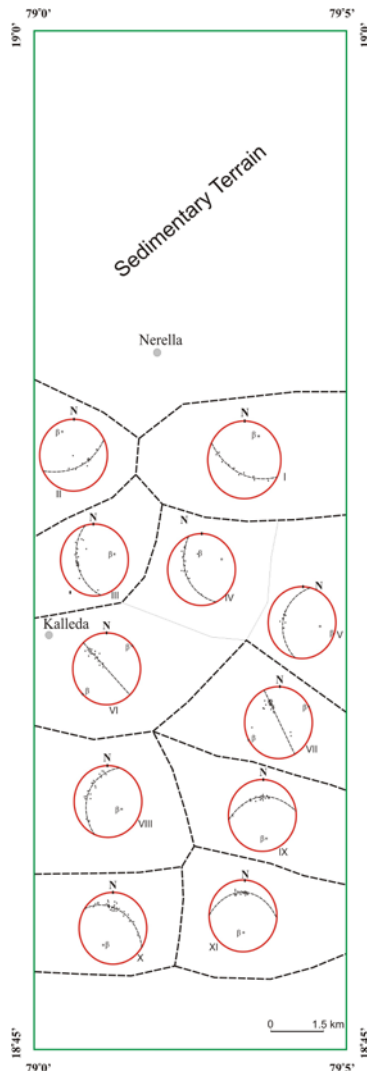 79°0' 79°5'
19°0' 19°0'
Sedimentary Terrain
Nerella
N N
β β
II I
N N
β β
III IV
N
β V
Kalleda
N
β
β
VI
N
β
β
VII
N
β
VIII
N
β
IX
N
β
X
N
β
XI
0 1.5 km
18°45' 18°45'
79°0' 79°5'